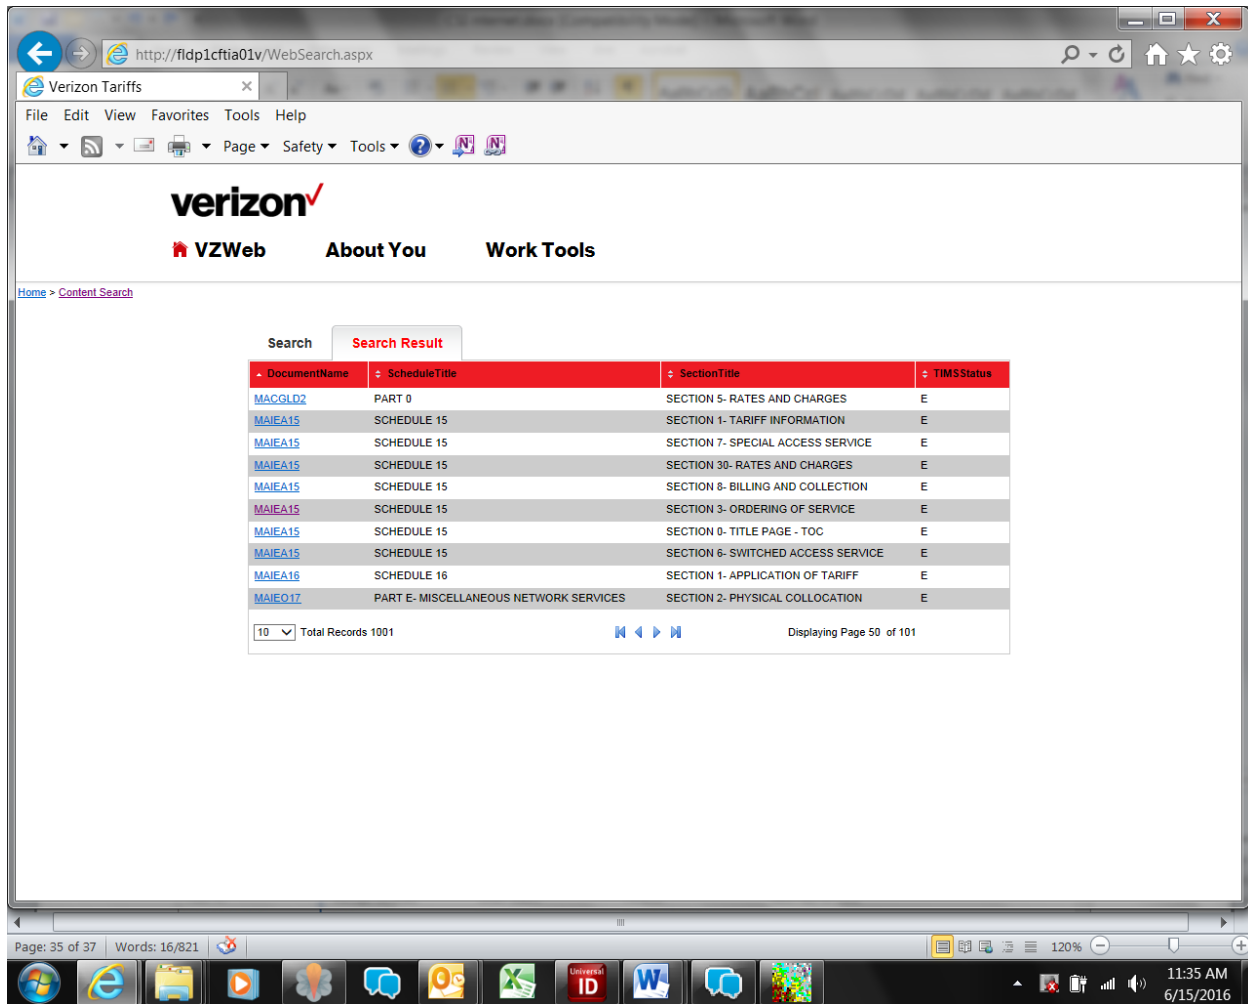 http://fldp1cftia01v/WebSearch.aspx
Verizon Tariffs
File Edit View Favorites Tools Help
Page Safety Tools
verizon
VZWeb About You Work Tools
Home > Content Search
Search Search Result
DocumentName ScheduleTitle SectionTitle TIMSStatus
MACGLD2 PART 0 SECTION 5- RATES AND CHARGES E
MAIEA15 SCHEDULE 15 SECTION 1- TARIFF INFORMATION E
MAIEA15 SCHEDULE 15 SECTION 7- SPECIAL ACCESS SERVICE E
MAIEA15 SCHEDULE 15 SECTION 30- RATES AND CHARGES E
MAIEA15 SCHEDULE 15 SECTION 8- BILLING AND COLLECTION E
MAIEA15 SCHEDULE 15 SECTION 3- ORDERING OF SERVICE E
MAIEA15 SCHEDULE 15 SECTION 0- TITLE PAGE - TOC E
MAIEA15 SCHEDULE 15 SECTION 6- SWITCHED ACCESS SERVICE E
MAIEA16 SCHEDULE 16 SECTION 1- APPLICATION OF TARIFF E
MAIEO17 PART E- MISCELLANEOUS NETWORK SERVICES SECTION 2- PHYSICAL COLLOCATION E
10 Total Records 1001 Displaying Page 50 of 101
Page: 35 of 37 Words: 16/821 120%
Universal
ID
11:35 AM
6/15/2016